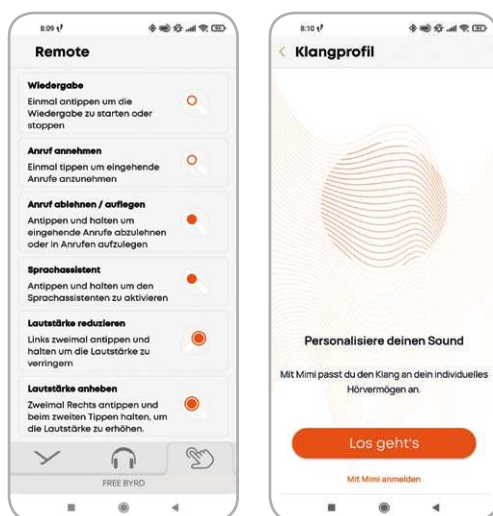 8:09
Remote
Wiedergabe
Einmal antippen um die
Wiedergabe zu starten oder
stoppen
Anruf annehmen
Einmal tippen um eingehende
Anrufe anzunehmen
Anruf ablehnen / auflegen
Antippen und halten um
eingehende Anrufe abzulehnen
oder in Anrufen aufzulegen
Sprachassistent
Antippen und halten um den
Sprachassistenten zu aktivieren
Lautstärke reduzieren
Links zweimal antippen und
halten um die Lautstärke zu
verringern
Lautstärke anheben
Zweimal Rechts antippen und
beim zweiten Tippen halten, um
die Lautstärke zu erhöhen.
FREE BYRD
8:10
Klangprofil
Personalisiere deinen Sound
Mit Mimi passt du den Klang an dein individuelles
Hörvermögen an.
Los geht's
Mit Mimi anmelden